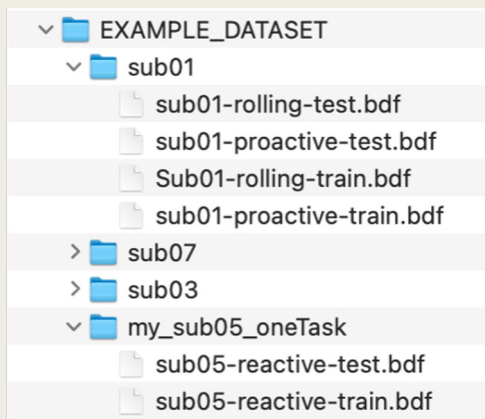 EXAMPLE_DATASET
sub01
sub01-rolling-test.bdf
sub01-proactive-test.bdf
Sub01-rolling-train.bdf
sub01-proactive-train.bdf
sub07
sub03
my_sub05_oneTask
sub05-reactive-test.bdf
sub05-reactive-train.bdf